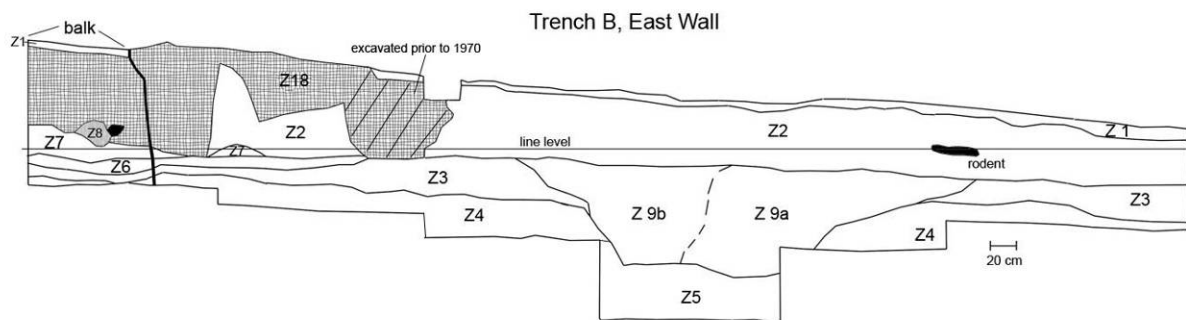 Trench B, East Wall
balk
Z1
excavated prior to 1970
Z18
Z8
Z7
Z2
Z7
Z2
Z 1
line level
rodent
Z6
Z3
Z3
Z 9b
Z 9a
Z4
Z4
20 cm
Z5